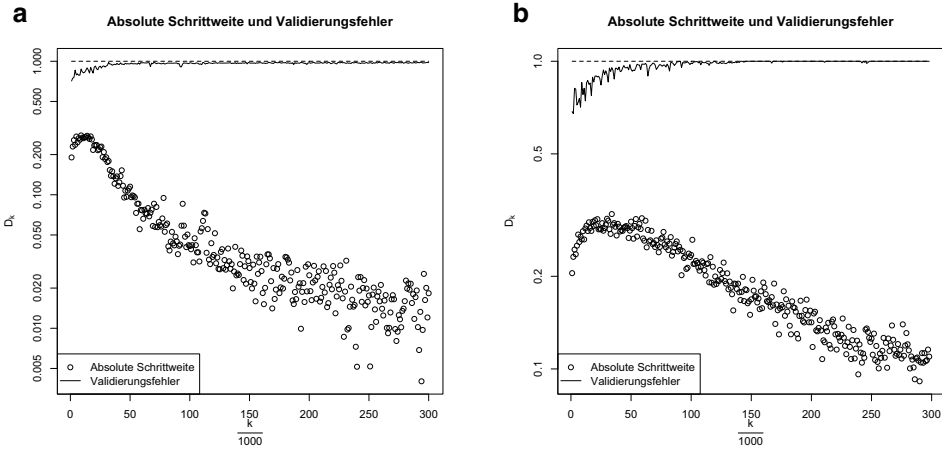 a
Absolute Schrittweite und Validierungsfehler
1.000
0.500
0.200
0.100
0.050
0.020
0.010
0.005
D_k
Absolute Schrittweite
Validierungsfehler
0 50 100 150 200 250 300
k
1000
b
Absolute Schrittweite und Validierungsfehler
1.0
0.5
0.2
0.1
D_k
Absolute Schrittweite
Validierungsfehler
0 50 100 150 200 250 300
k
1000